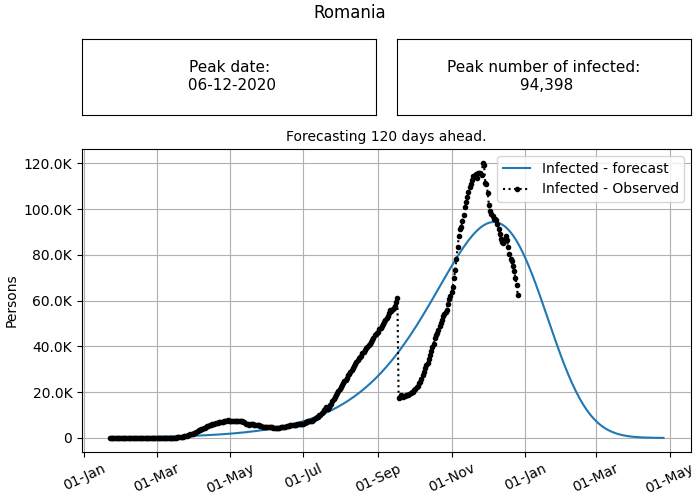 Romania
Peak date:
06-12-2020
Peak number of infected:
94,398
Forecasting 120 days ahead.
Infected - forecast
Infected - Observed
120.0K
100.0K
80.0K
60.0K
40.0K
20.0K
0
Persons
01-Jan
01-Mar
01-May
01-Jul
01-Sep
01-Nov
01-Jan
01-Mar
01-May